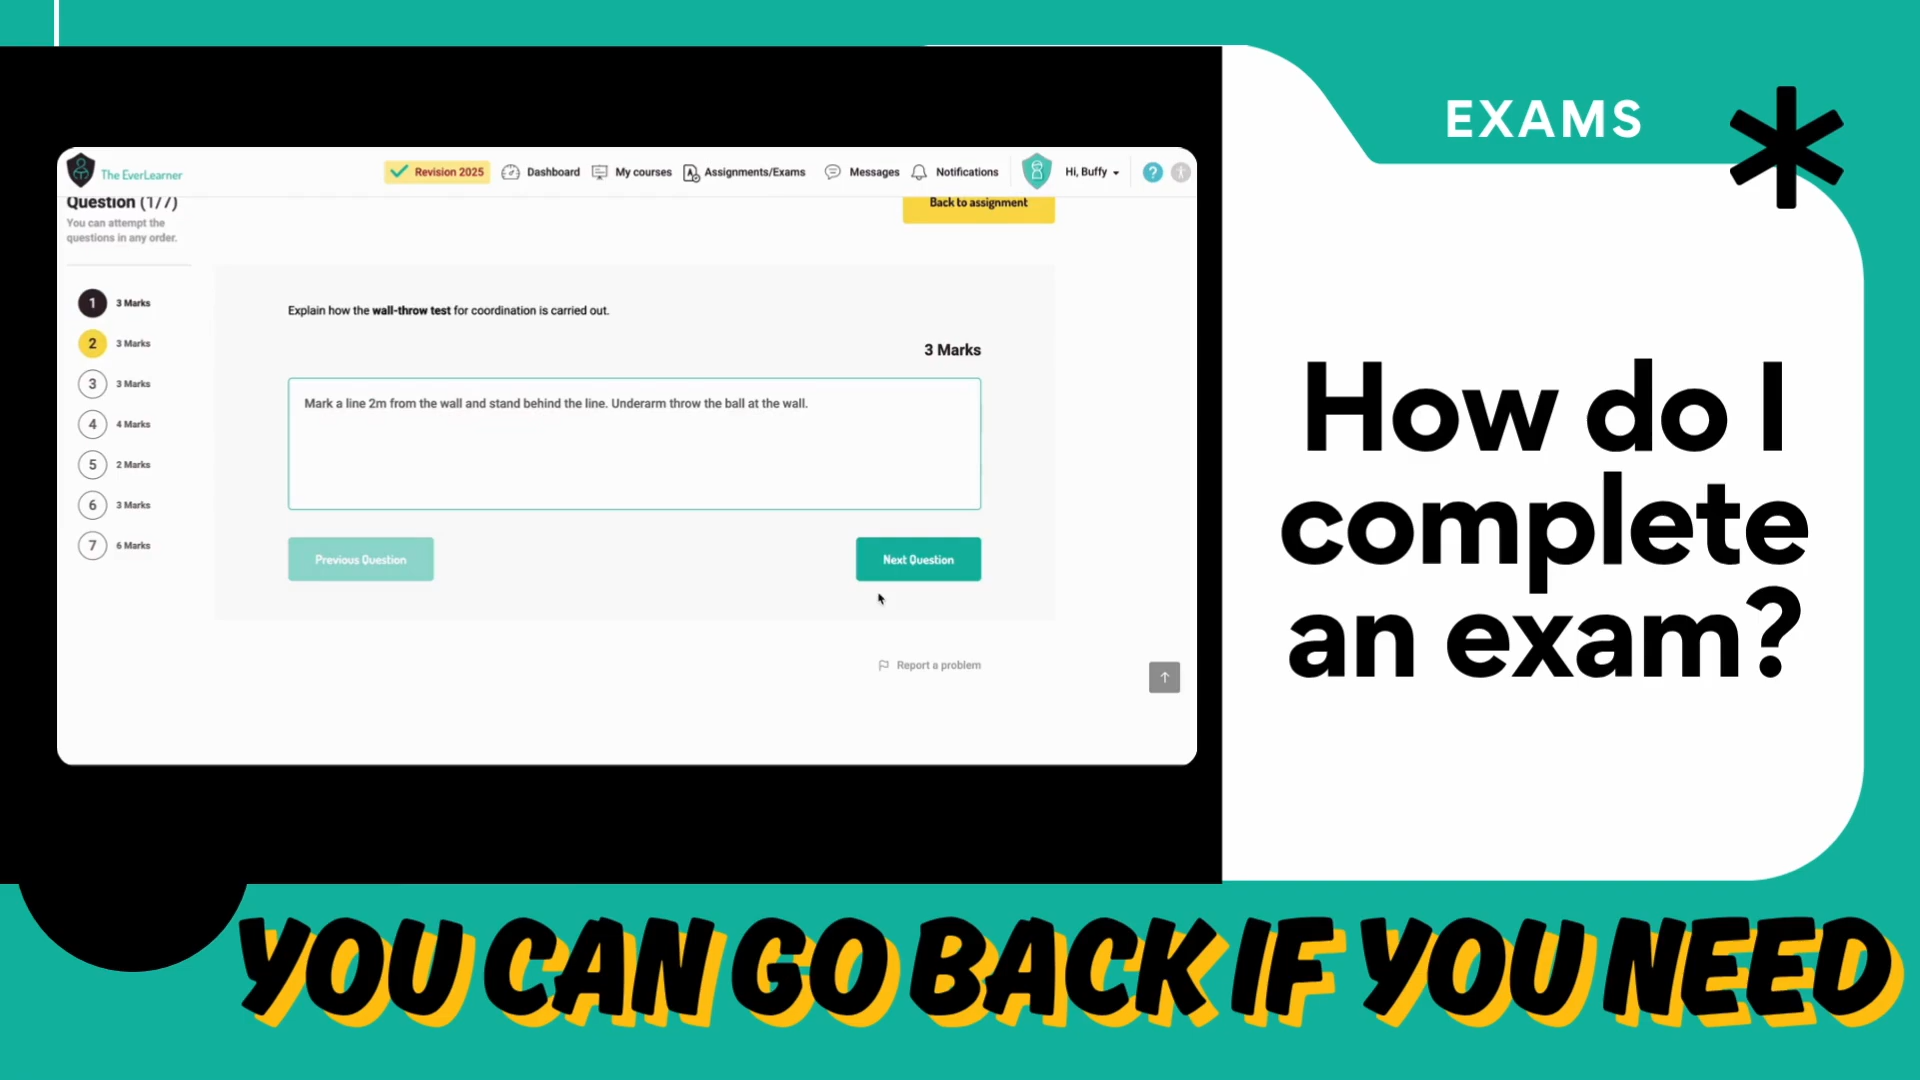 EXAMS
The EverLearner
Revision 2025
Dashboard
My courses
Assignments/Exams
Messages
Notifications
Hi, Buffy
?
Question (1/7)
You can attempt the
questions in any order.
Back to assignment
1 3 Marks
2 3 Marks
3 3 Marks
4 4 Marks
5 2 Marks
6 3 Marks
7 6 Marks
Explain how the wall-throw test for coordination is carried out.
3 Marks
Mark a line 2m from the wall and stand behind the line. Underarm throw the ball at the wall.
Previous Question
Next Question
Report a problem
How do I
complete
an exam?
YOU CAN GO BACK IF YOU NEED